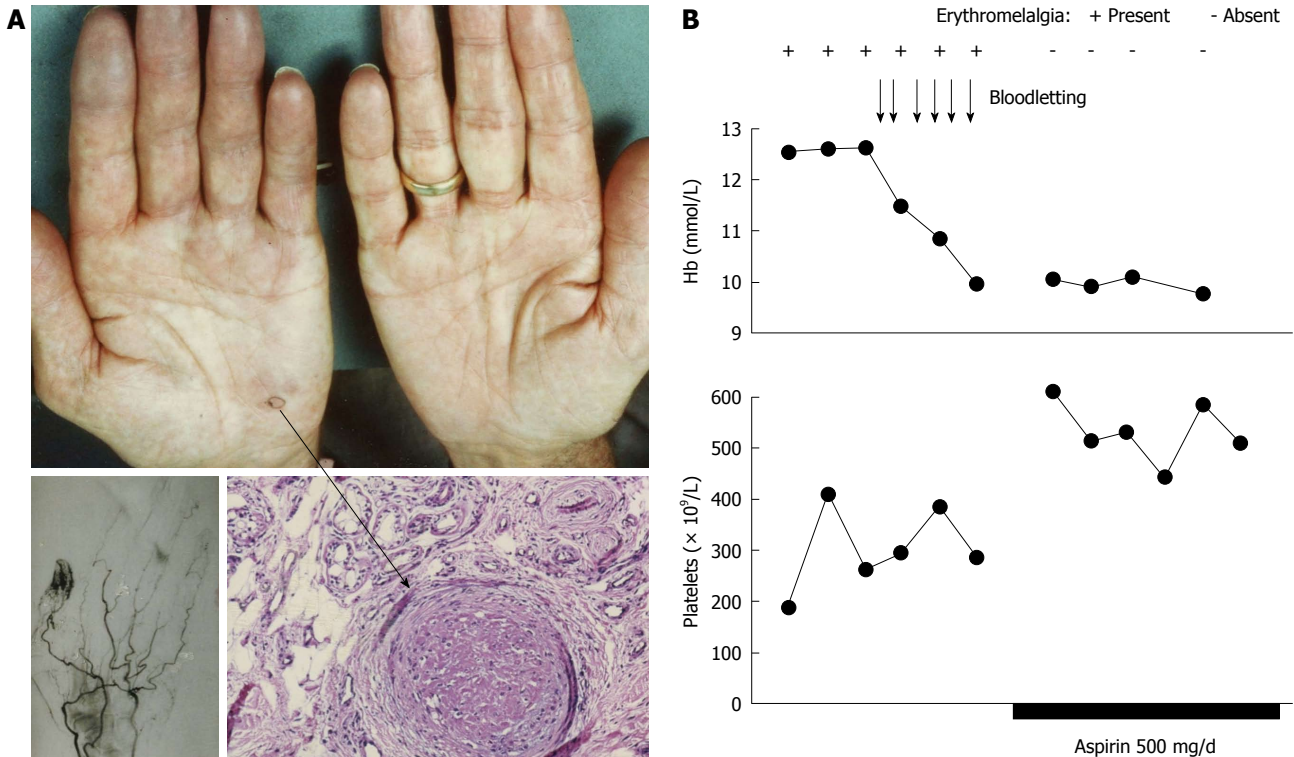 A
B
Erythromelalgia: + Present - Absent
+ + + + + + - - - -
Bloodletting
13
12
11
10
9
Hb (mmol/L)
600
500
400
300
200
100
0
Platelets (× 10⁹/L)
Aspirin 500 mg/d